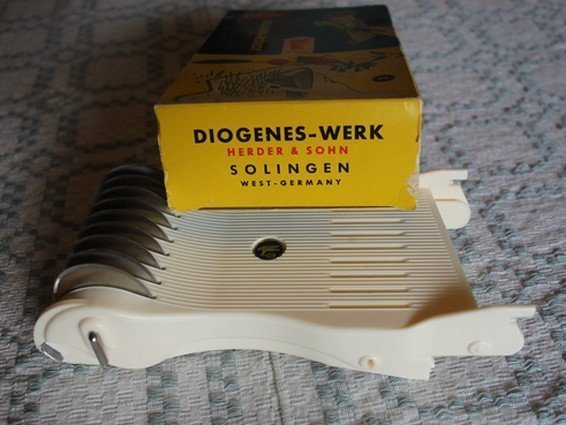 DIOGENES-WERK
HERDER & SOHN
SOLINGEN
WEST-GERMANY